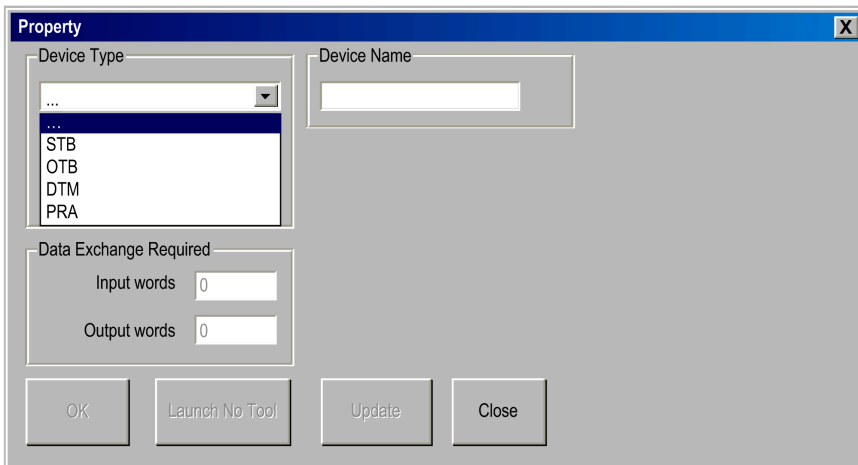 Property X
Device Type
Device Name
...
...
STB
OTB
DTM
PRA
Data Exchange Required
Input words 0
Output words 0
OK Launch No Tool Update Close